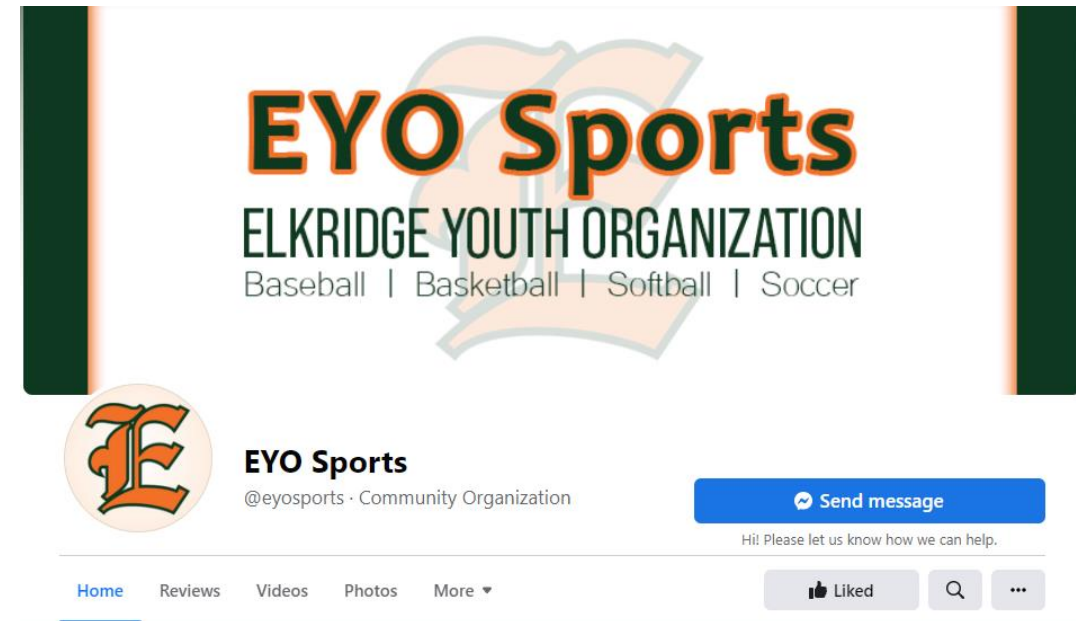 EYO Sports
ELKRIDGE YOUTH ORGANIZATION
Baseball | Basketball | Softball | Soccer
E
EYO Sports
@eyosports · Community Organization
Send message
Hi! Please let us know how we can help.
Home Reviews Videos Photos More
Liked